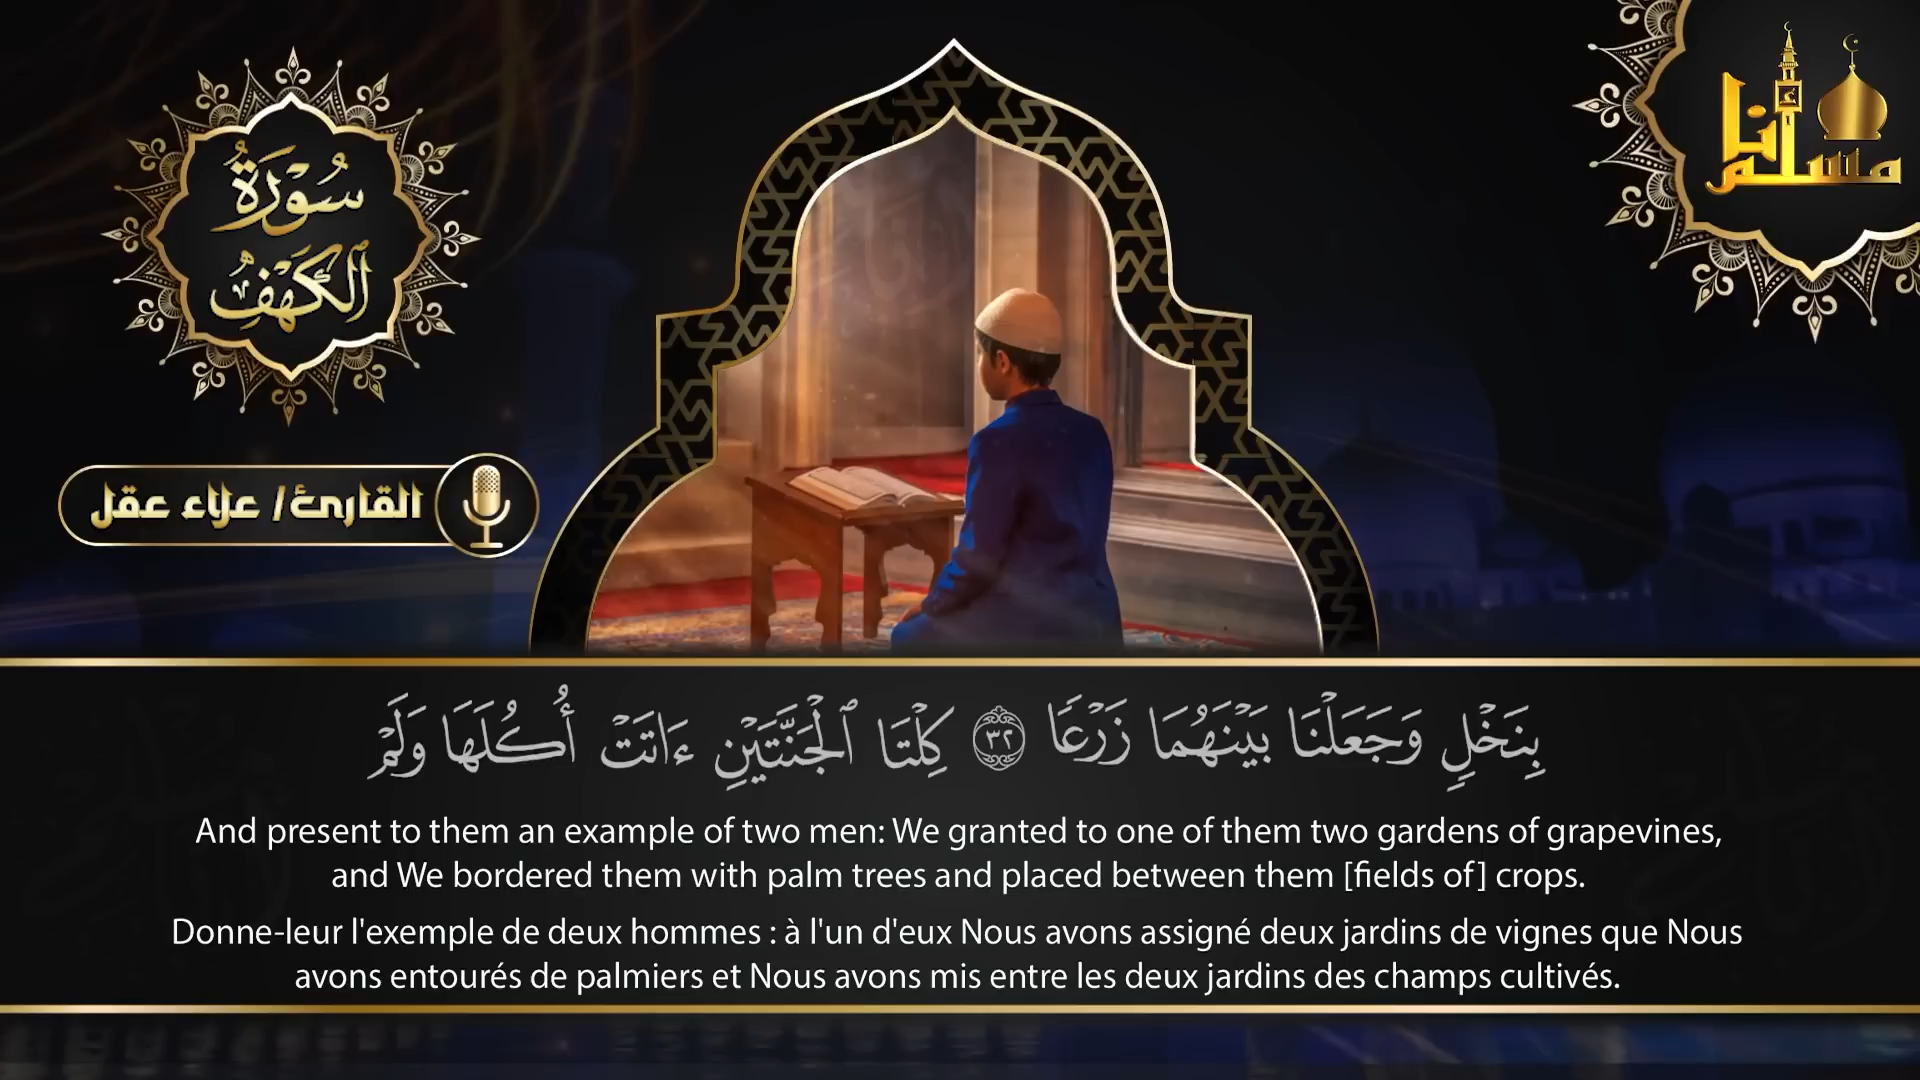 سُورَةُ
الكَهْفِ
أنا
مسلم
القارئ/ علاء عقل
بِنَخْلٍ وَجَعَلْنَا بَيْنَهُمَا زَرْعًا ٣٢ كِلْتَا ٱلْجَنَّتَيْنِ ءَاتَتْ أُكُلَهَا وَلَمْ
And present to them an example of two men: We granted to one of them two gardens of grapevines,
and We bordered them with palm trees and placed between them [fields of] crops.
Donne-leur l'exemple de deux hommes : à l'un d'eux Nous avons assigné deux jardins de vignes que Nous
avons entourés de palmiers et Nous avons mis entre les deux jardins des champs cultivés.